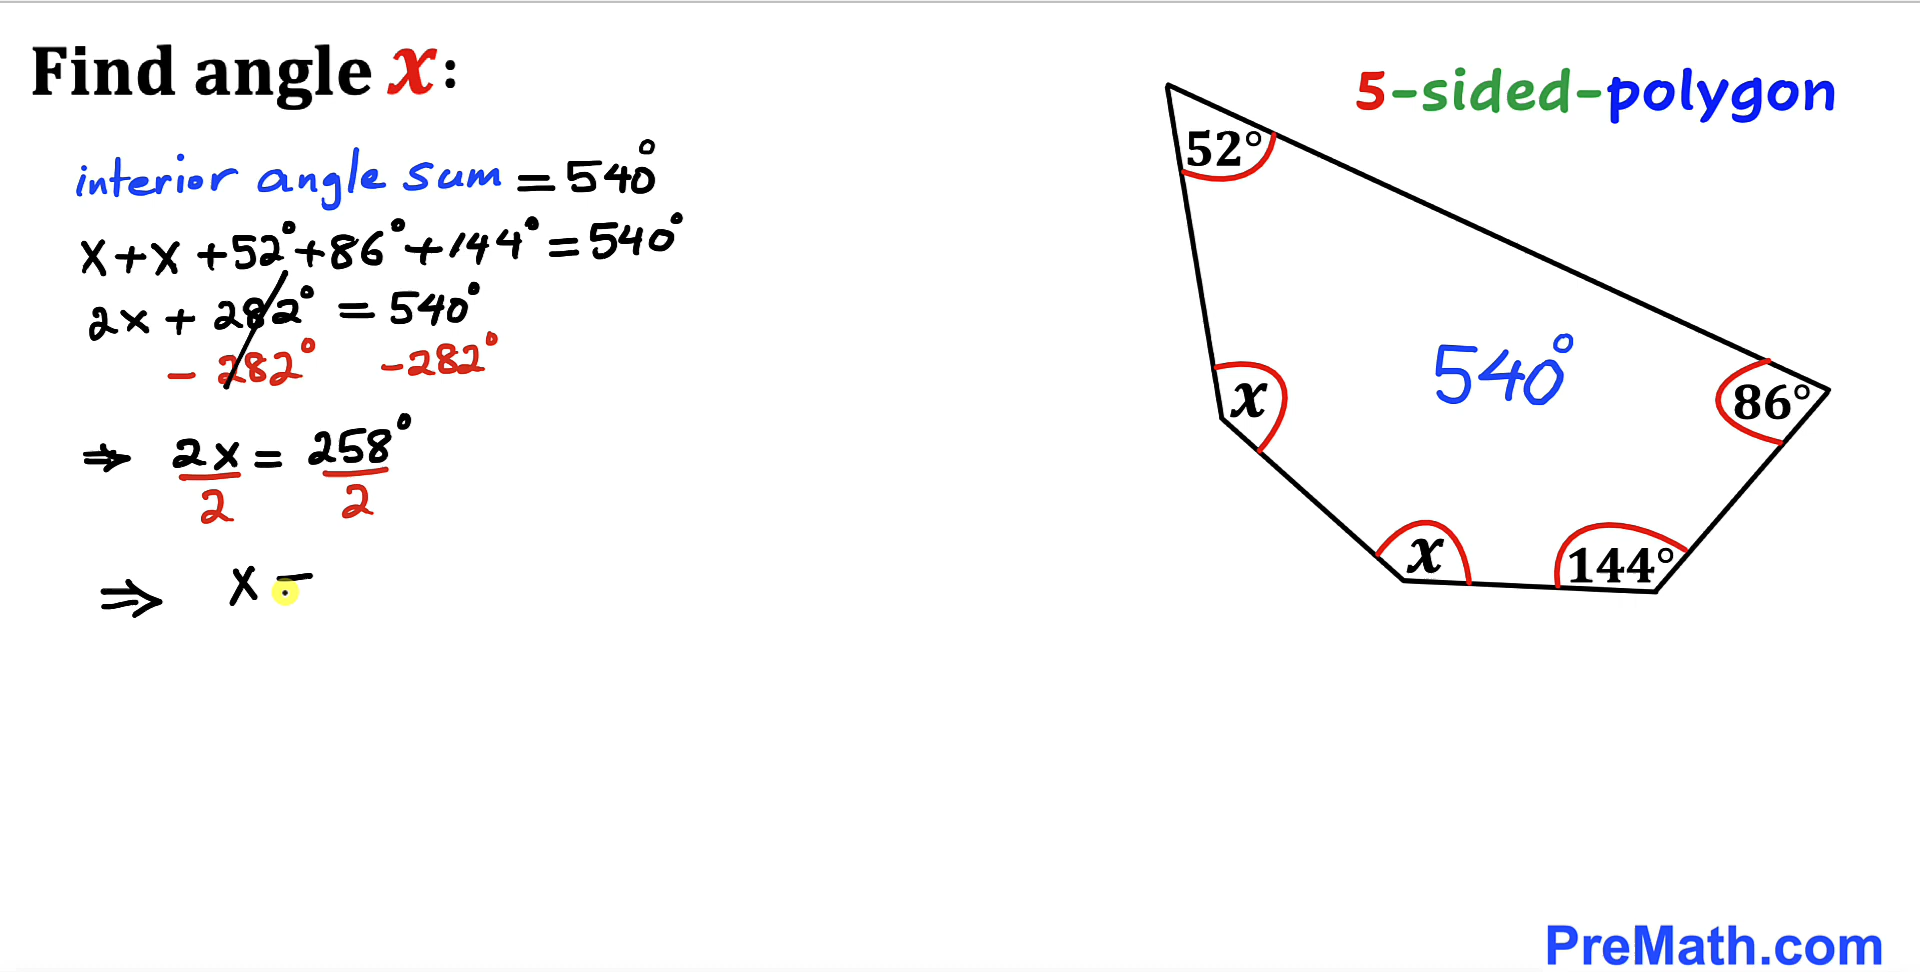 Find angle x:
5-sided-polygon
interior angle sum = 540°
x + x + 52° + 86° + 144° = 540°
2x + 282° = 540°
- 282° -282°
⇒ 2x = 258°
2 2
⇒ x =
52°
540°
x
86°
x
144°
PreMath.com